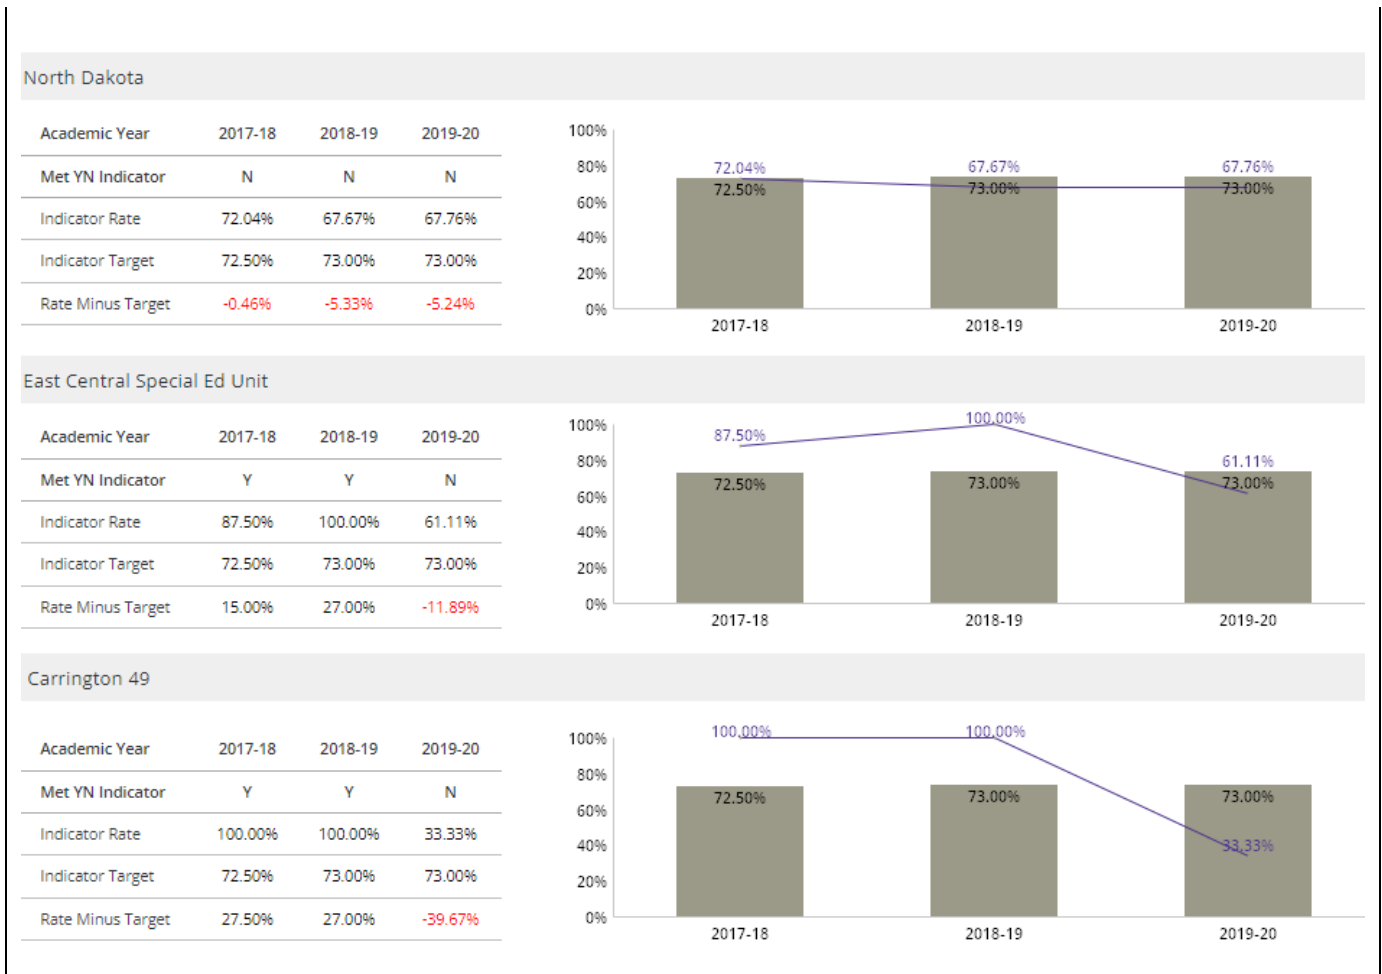 North Dakota
Academic Year 2017-18 2018-19 2019-20
Met YN Indicator N N N
Indicator Rate 72.04% 67.67% 67.76%
Indicator Target 72.50% 73.00% 73.00%
Rate Minus Target -0.46% -5.33% -5.24%
100%
80%
60%
40%
20%
0%
72.04% 67.67% 67.76%
72.50% 73.00% 73.00%
2017-18 2018-19 2019-20
East Central Special Ed Unit
Academic Year 2017-18 2018-19 2019-20
Met YN Indicator Y Y N
Indicator Rate 87.50% 100.00% 61.11%
Indicator Target 72.50% 73.00% 73.00%
Rate Minus Target 15.00% 27.00% -11.89%
100%
80%
60%
40%
20%
0%
87.50% 100.00% 61.11%
72.50% 73.00% 73.00%
2017-18 2018-19 2019-20
Carrington 49
Academic Year 2017-18 2018-19 2019-20
Met YN Indicator Y Y N
Indicator Rate 100.00% 100.00% 33.33%
Indicator Target 72.50% 73.00% 73.00%
Rate Minus Target 27.50% 27.00% -39.67%
100%
80%
60%
40%
20%
0%
100.00% 100.00% 33.33%
72.50% 73.00% 73.00%
2017-18 2018-19 2019-20